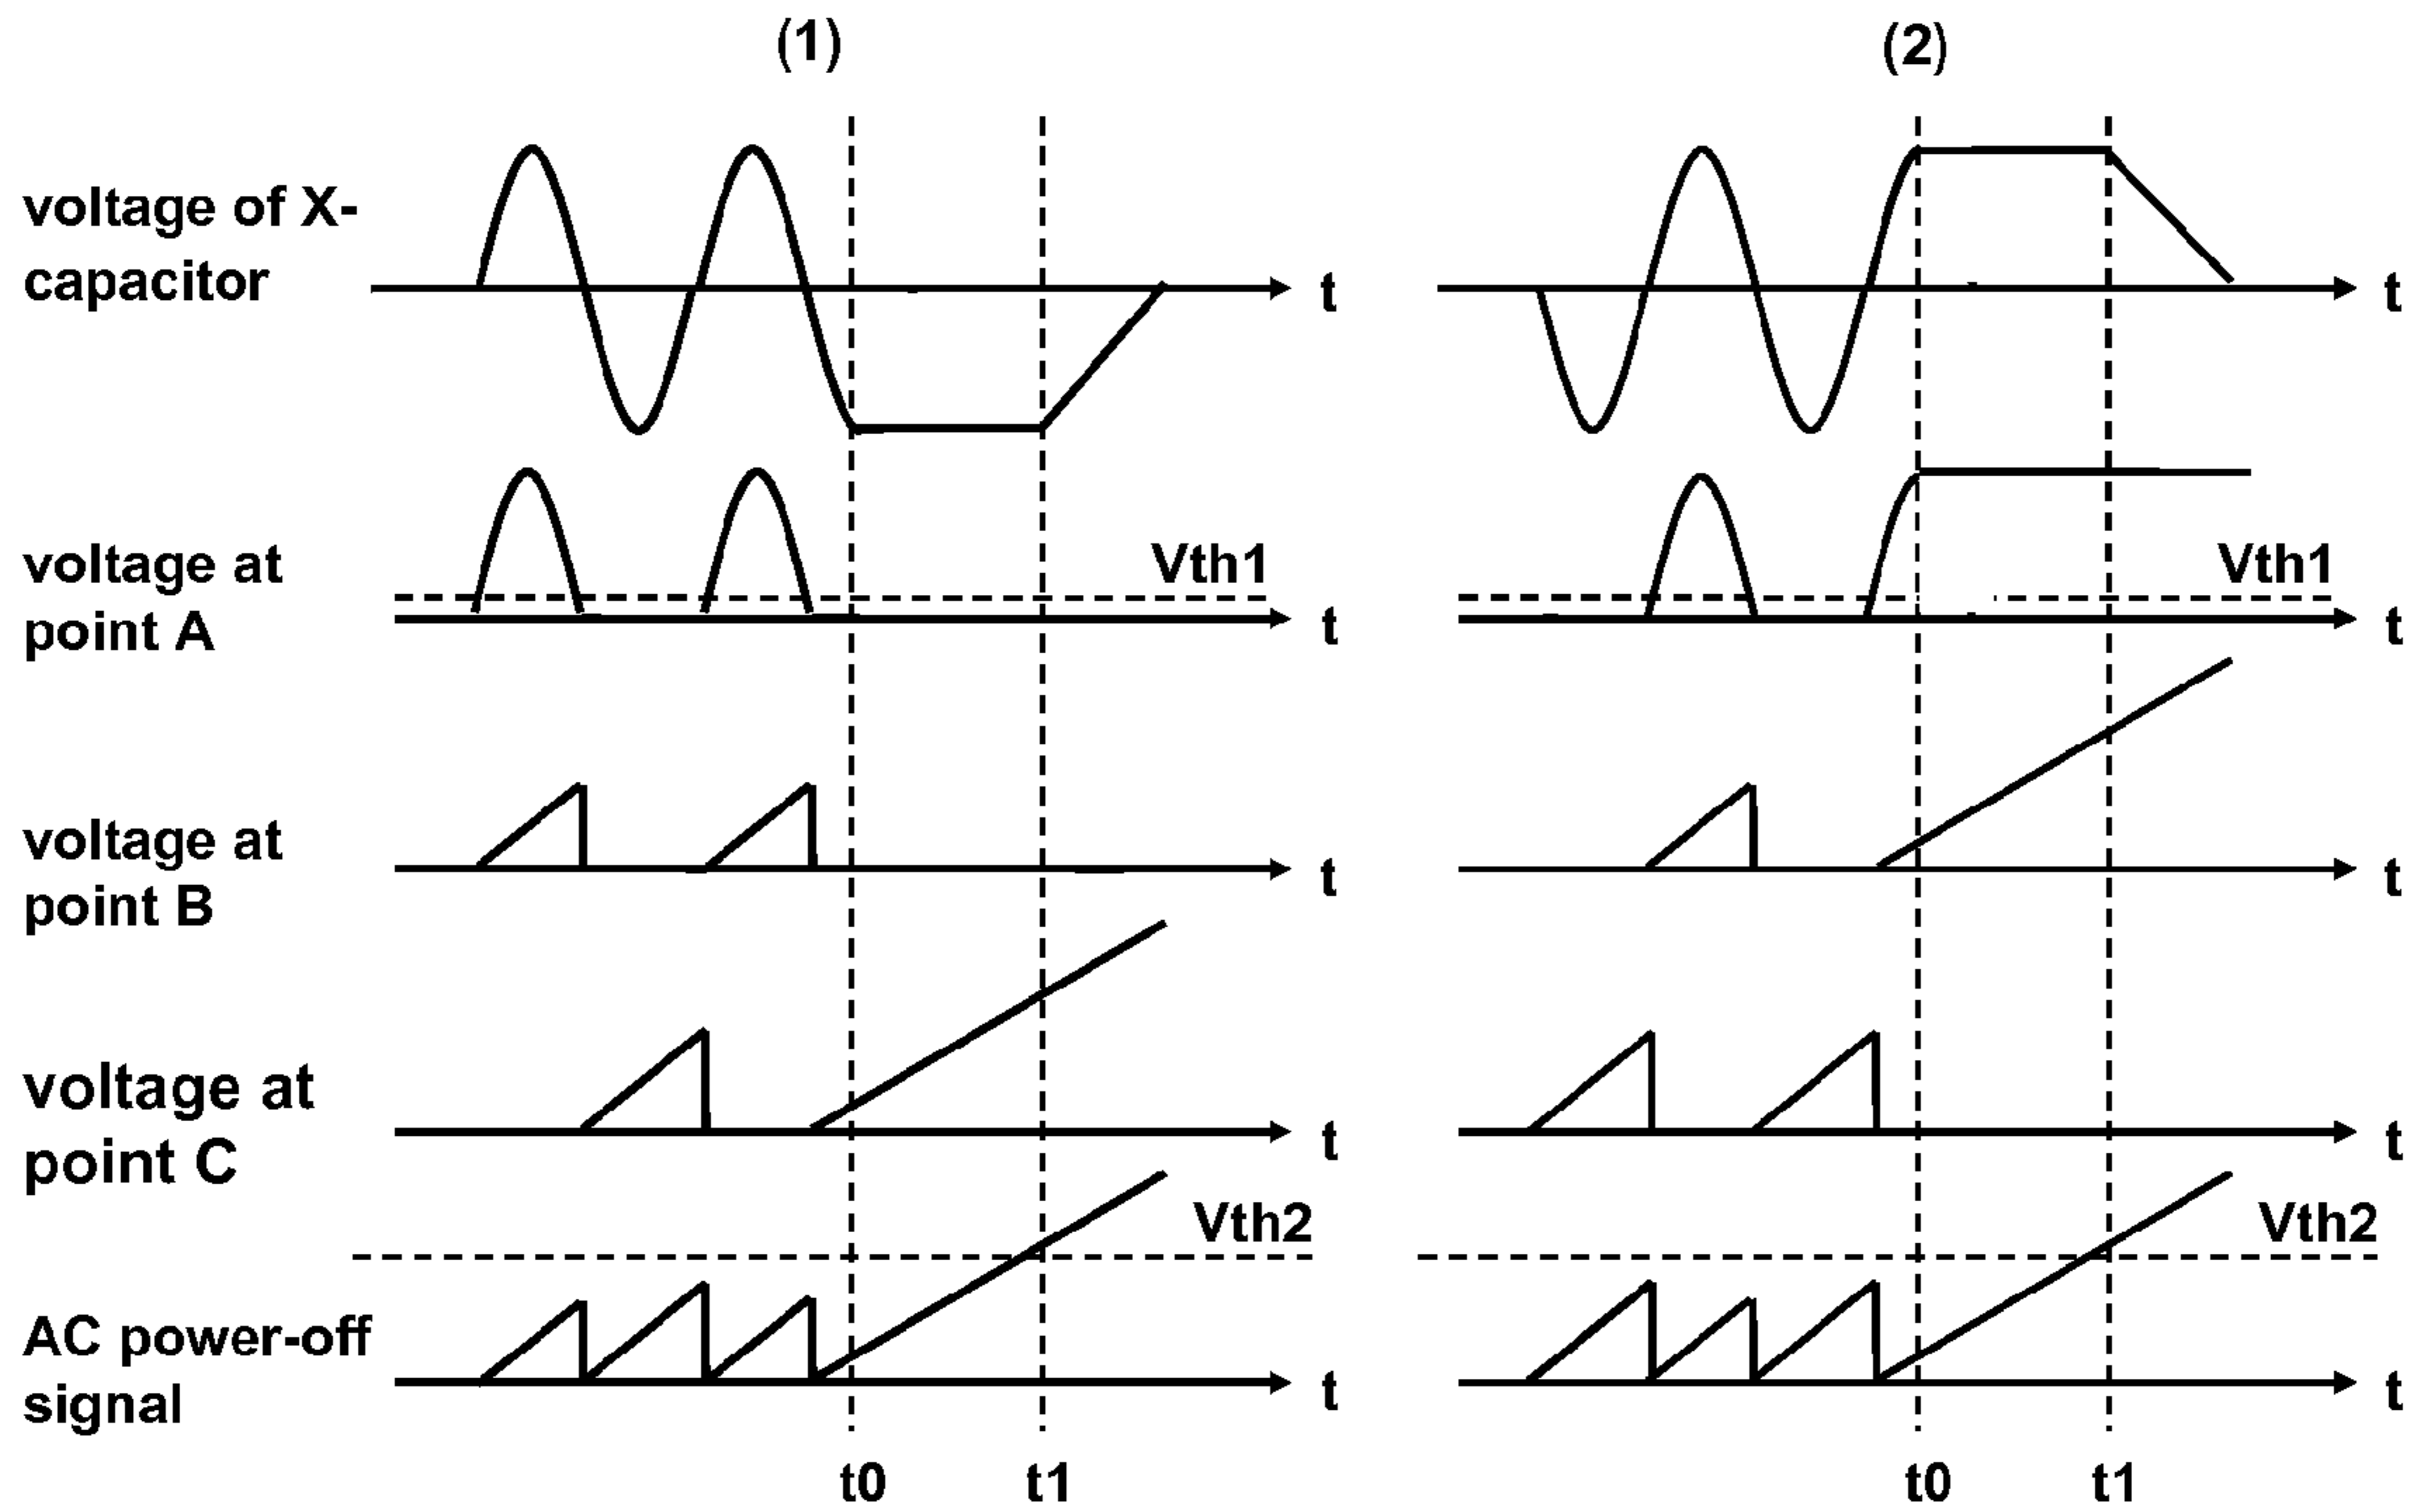 (1)
(2)
voltage of X-
capacitor
t
t
voltage at
point A
Vth1
t
Vth1
t
voltage at
point B
t
t
voltage at
point C
t
t
AC power-off
signal
Vth2
t
Vth2
t
t0
t1
t0
t1